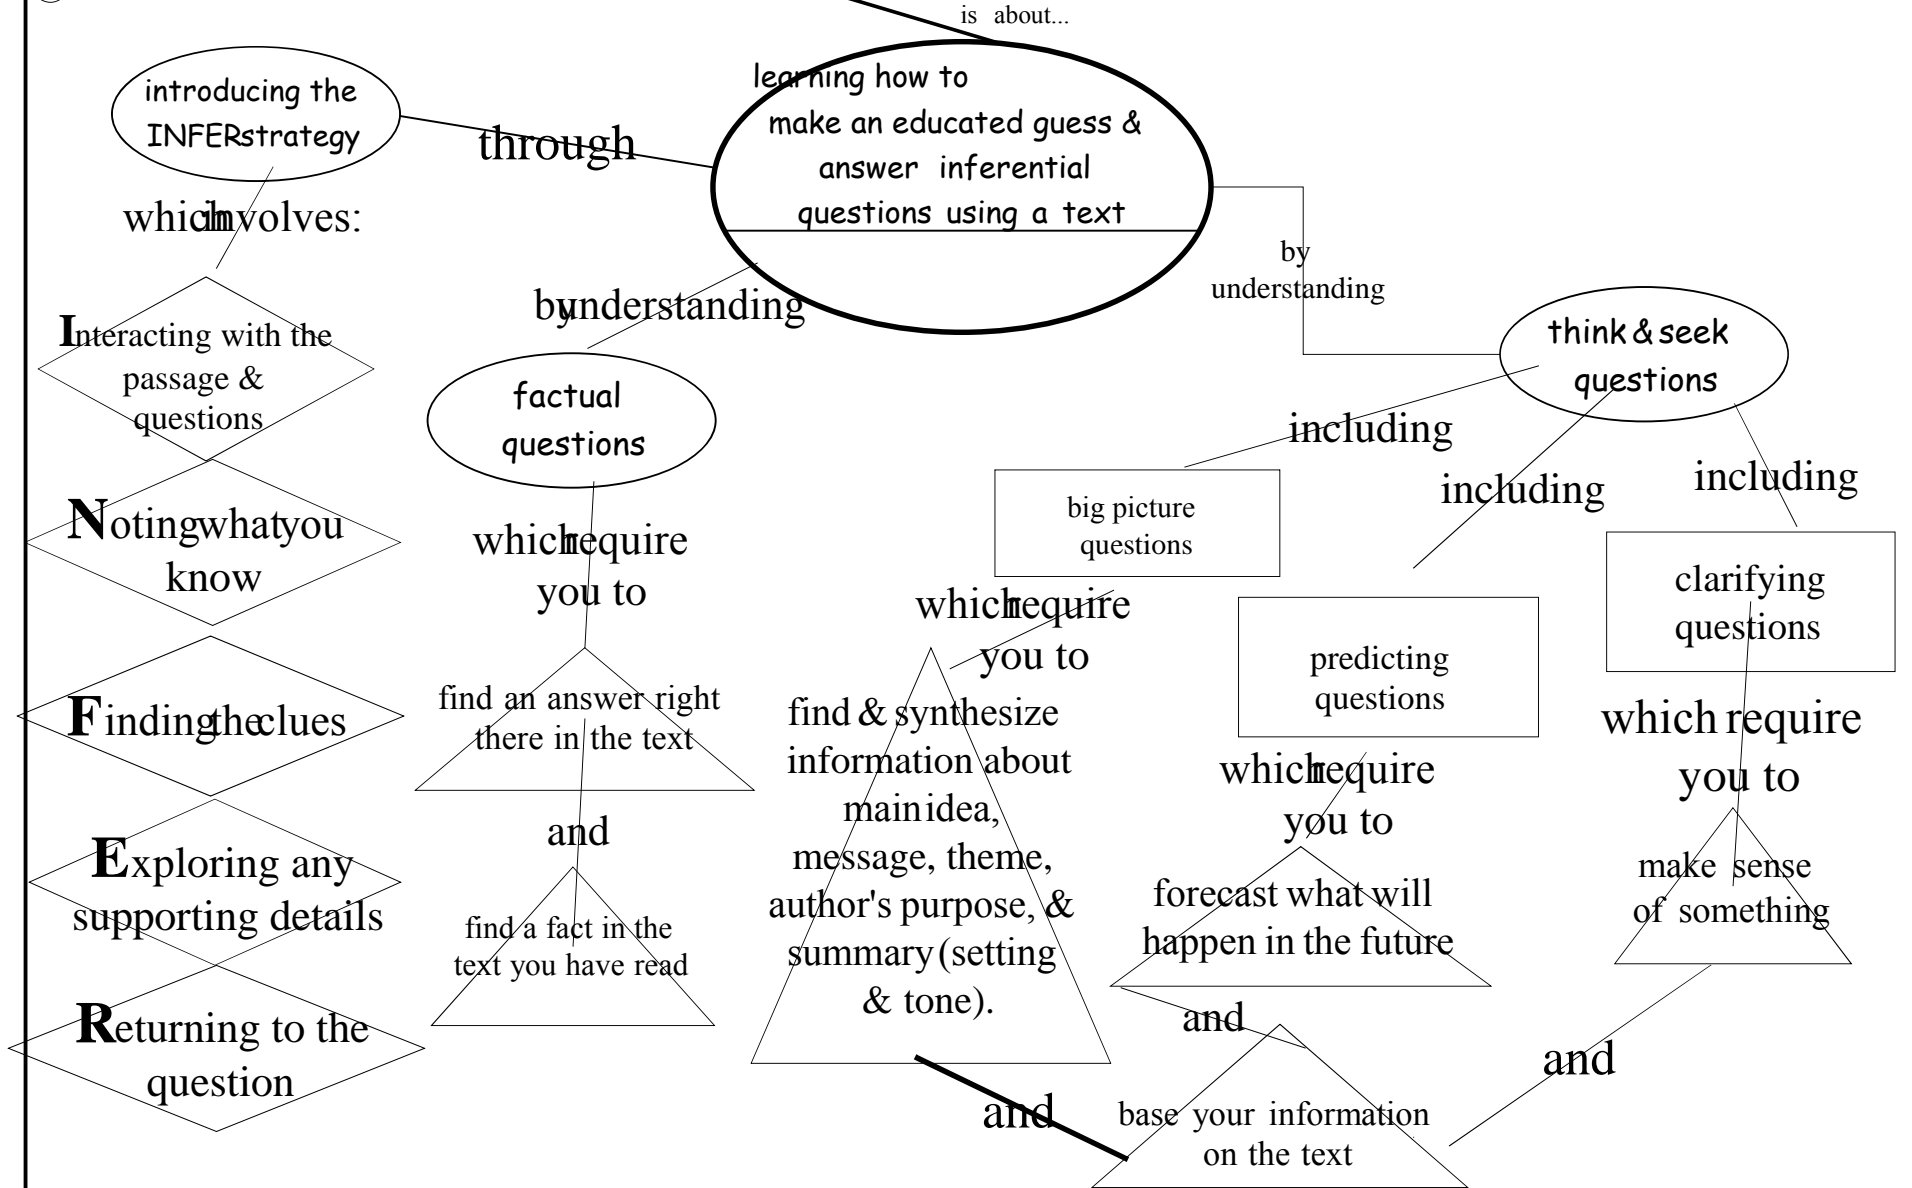 is about...
learning how to
make an educated guess &
answer inferential
questions using a text
introducing the
INFERstrategy
through
which involves:
Interacting with the
passage &
questions
Noting what you
know
Finding the clues
Exploring any
supporting details
Returning to the
question
by understanding
factual
questions
which require
you to
find an answer right
there in the text
and
find a fact in the
text you have read
by
understanding
think & seek
questions
including
big picture
questions
which require
you to
find & synthesize
information about
main idea,
message, theme,
author's purpose, &
summary (setting
& tone).
and
including
predicting
questions
which require
you to
forecast what will
happen in the future
and
including
clarifying
questions
which require
you to
make sense
of something
and
base your information
on the text